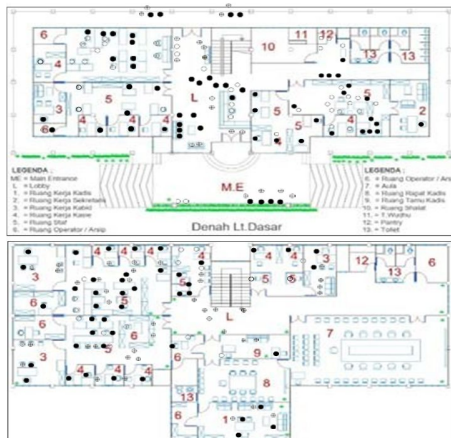 6
4
3
6
5
4
4
4
L
10
11
12
13
13
5
4
5
5
4
4
2
M.E
LEGENDA :
ME = Main Entrance
L = Lobby
1. = Ruang Kerja Kadis
2. = Ruang Kerja Sekretaris
3. = Ruang Kerja Kabid
4. = Ruang Kerja Kasie
5. = Ruang Staf
6. = Ruang Operator / Arsip
Denah Lt.Dasar
LEGENDA :
6 = Ruang Operator / Arsip
7 = Aula
8 = Ruang Rapat Kadis
9 = Ruang Tamu Kadis
10 = Ruang Shalat
11 = T.Wudhu
12 = Pantry
13 = Toilet
3
4
4
4
5
4
4
4
3
12
13
6
6
5
5
5
5
L
6
6
3
5
4
4
4
6
9
8
7
13
6
1